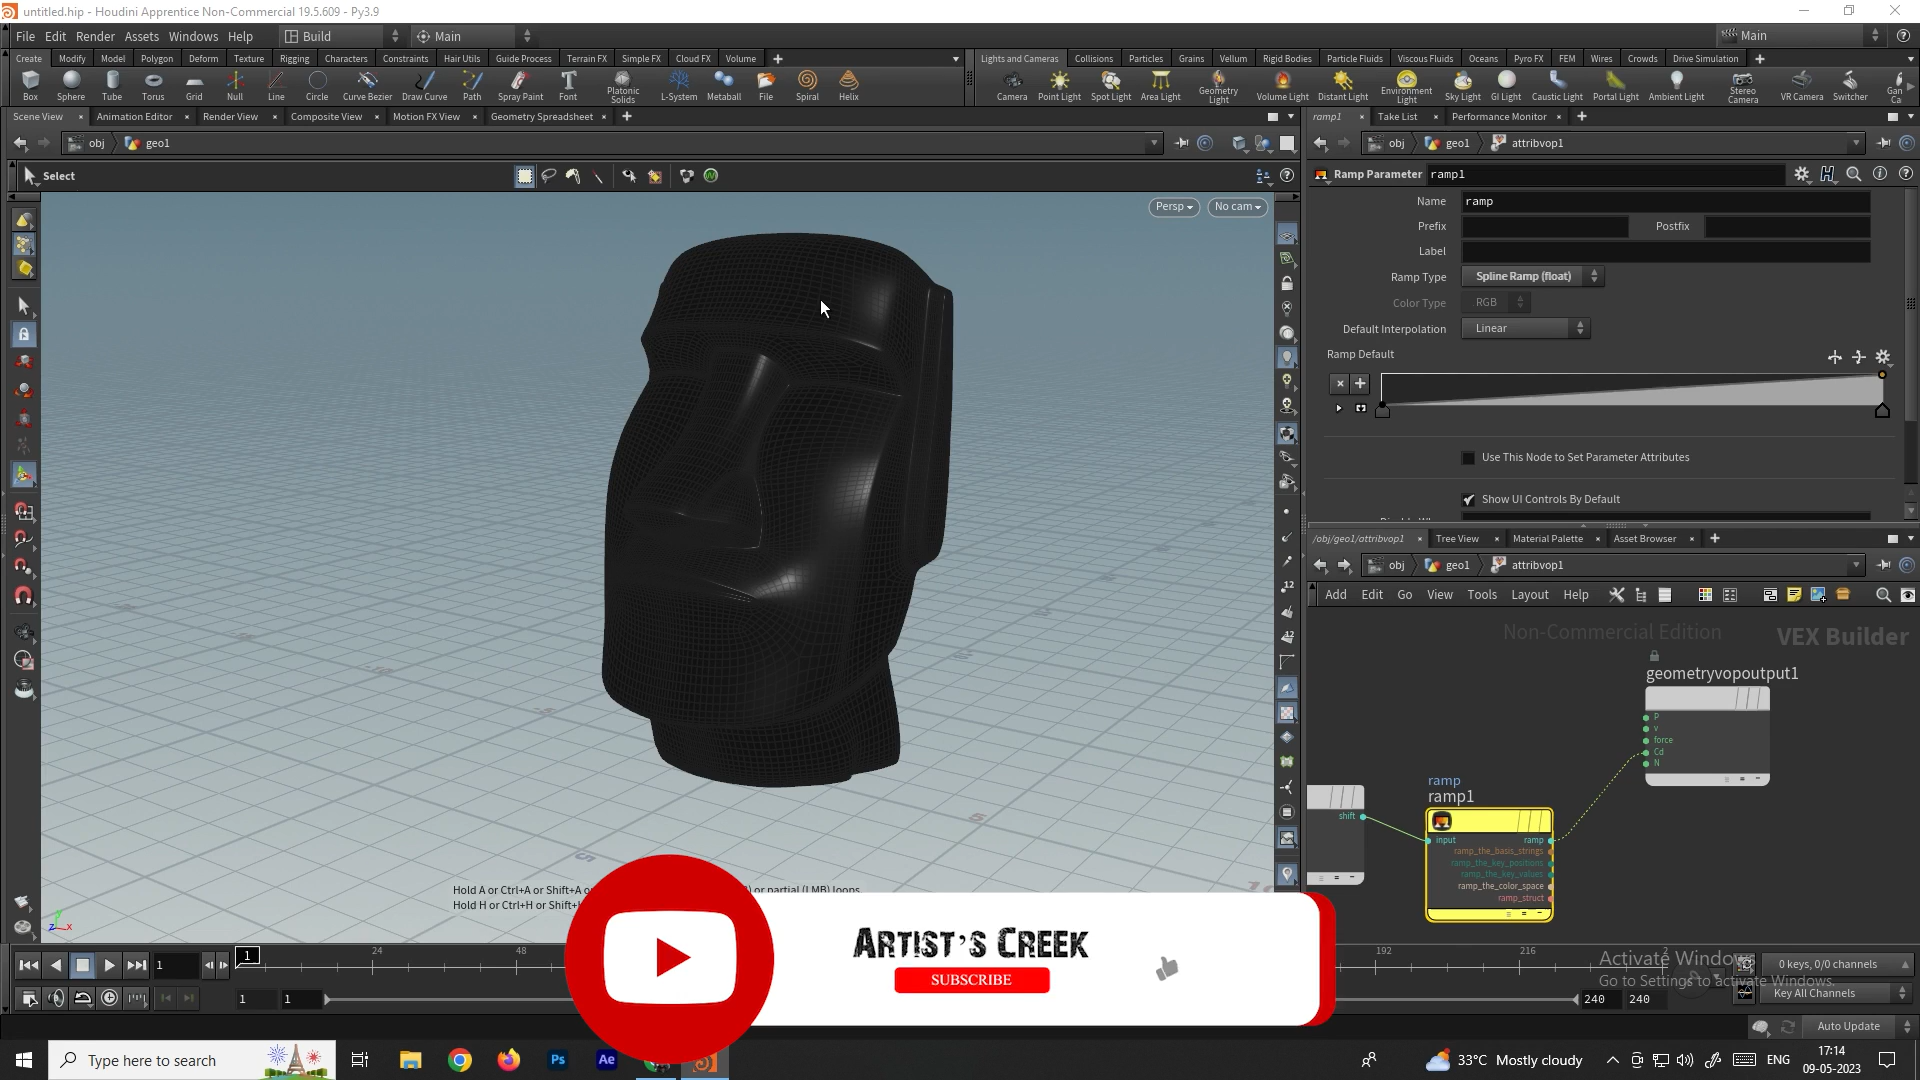 untitled.hip - Houdini Apprentice Non-Commercial 19.5.609 - Py3.9
File Edit Render Assets Windows Help Build Main Main
Create Modify Model Polygon Deform Texture Rigging Characters Constraints Hair Utils Guide Process Terrain FX Simple FX Cloud FX Volume
Lights and Cameras Collisions Particles Grains Vellum Rigid Bodies Particle Fluids Viscous Fluids Oceans Pyro FX FEM Wires Crowds Drive Simulation
Box Sphere Tube Torus Grid Null Line Circle Curve Bezier Draw Curve Path Spray Paint Font Platonic Solids L-System Metaball File Spiral Helix
Camera Point Light Spot Light Area Light Geometry Light Volume Light Distant Light Environment Light Sky Light GI Light Caustic Light Portal Light Ambient Light Stereo Camera VR Camera Switcher
Scene View Animation Editor Render View Composite View Motion FX View Geometry Spreadsheet
ramp1 Take List Performance Monitor
obj geo1
obj geo1 attribvop1
Select
Persp No cam
Ramp Parameter ramp1
Name ramp
Prefix Postfix
Label
Ramp Type Spline Ramp (float)
Color Type RGB
Default Interpolation Linear
Ramp Default
Use This Node to Set Parameter Attributes
Show UI Controls By Default
/obj/geo1/attribvop1 Tree View Material Palette Asset Browser
obj geo1 attribvop1
Add Edit Go View Tools Layout Help
Non-Commercial Edition VEX Builder
geometryvopoutput1
P
v
force
Cd
N
ramp
ramp1
shift
input ramp
ramp_the_basis_strings
ramp_the_key_positions
ramp_the_key_values
ramp_the_color_space
ramp_struct
Hold A or Ctrl+A or Shift+A or partial (LMB) loops.
Hold H or Ctrl+H or Shift+
ARTIST'S CREEK
SUBSCRIBE
1 1 24 48 192 216
1 1 240 240
Activate Windows
Go to Settings to activate Windows.
0 keys, 0/0 channels
Key All Channels
Auto Update
Type here to search
Ps Ae
33°C Mostly cloudy
ENG
17:14
09-05-2023